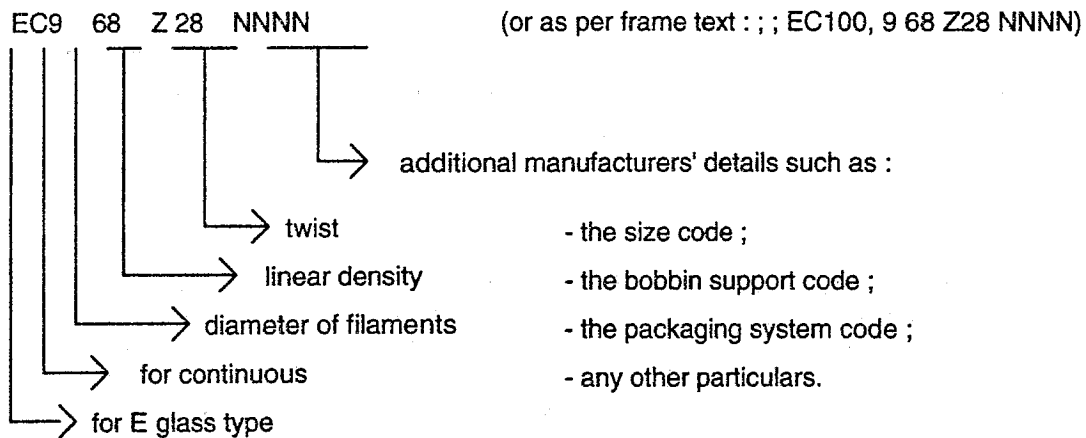 EC9 68 Z 28 NNNN (or as per frame text : ; ; EC100, 9 68 Z28 NNNN)
additional manufacturers' details such as :
twist - the size code ;
linear density - the bobbin support code ;
diameter of filaments - the packaging system code ;
for continuous - any other particulars.
for E glass type